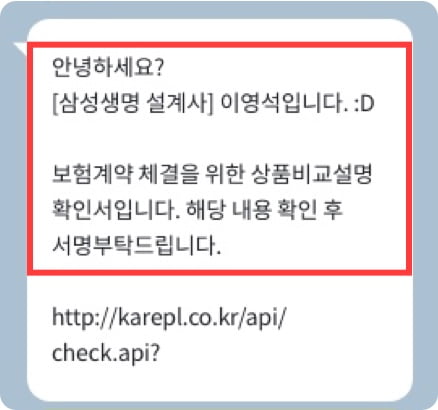 안녕하세요?
[삼성생명 설계사] 이영석입니다. :D
보험계약 체결을 위한 상품비교설명
확인서입니다. 해당 내용 확인 후
서명부탁드립니다.
http://karepl.co.kr/api/
check.api?